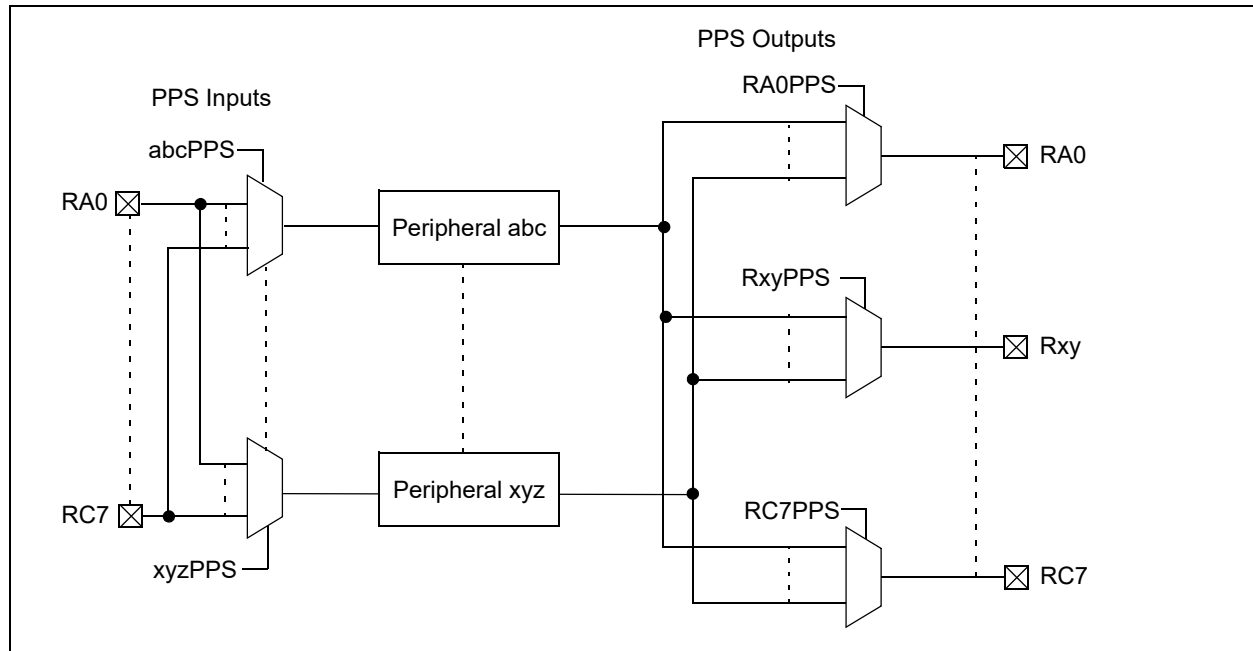 PPS Outputs
RA0PPS
PPS Inputs
abcPPS
RA0
RA0
Peripheral abc
RxyPPS
Rxy
Peripheral xyz
RC7PPS
RC7
xyzPPS
RC7